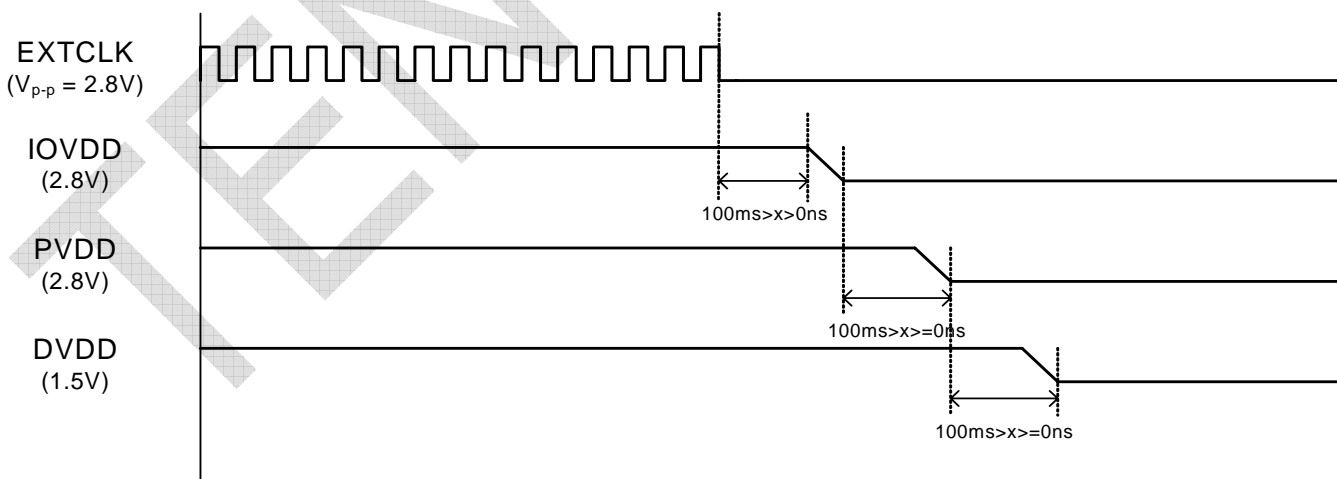 EXTCLK
(Vp-p = 2.8V)
IOVDD
(2.8V)
100ms>x>0ns
PVDD
(2.8V)
100ms>x>=0ns
DVDD
(1.5V)
100ms>x>=0ns